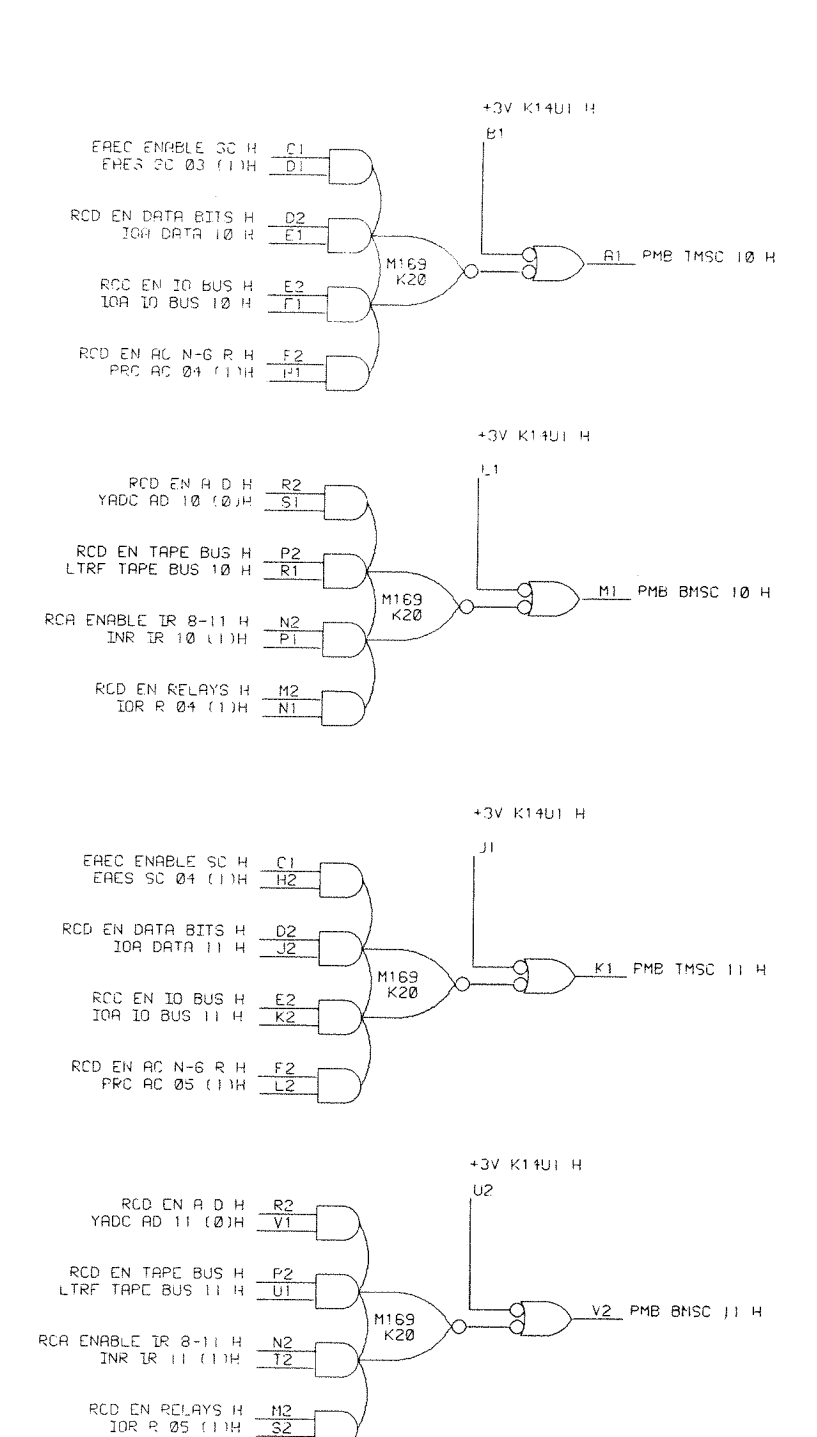 +3V K14U1 H
B1
EAEC ENABLE SC H C1
EAES SC 03 (1)H D1
RCD EN DATA BITS H D2
IOA DATA 10 H E1
M169
K20
A1 PMB TMSC 10 H
RCC EN IO BUS H E2
IOA IO BUS 10 H F1
RCD EN AC N-6 R H F2
PRC AC 04 (1)H H1
+3V K14U1 H
L1
RCD EN A D H R2
YADC AD 10 (0)H S1
RCD EN TAPE BUS H P2
LTRF TAPE BUS 10 H R1
M169
K20
M1 PMB BMSC 10 H
RCA ENABLE IR 8-11 H N2
INR IR 10 (1)H P1
RCD EN RELAYS H M2
IOR R 04 (1)H N1
+3V K14U1 H
J1
EAEC ENABLE SC H C1
EAES SC 04 (1)H H2
RCD EN DATA BITS H D2
IOA DATA 11 H J2
M169
K20
K1 PMB TMSC 11 H
RCC EN IO BUS H E2
IOA IO BUS 11 H K2
RCD EN AC N-6 R H F2
PRC AC 05 (1)H L2
+3V K14U1 H
U2
RCD EN A D H R2
YADC AD 11 (0)H V1
RCD EN TAPE BUS H P2
LTRF TAPE BUS 11 H U1
M169
K20
V2 PMB BMSC 11 H
RCA ENABLE IR 8-11 H N2
INR IR 11 (1)H T2
RCD EN RELAYS H M2
IOR R 05 (1)H S2